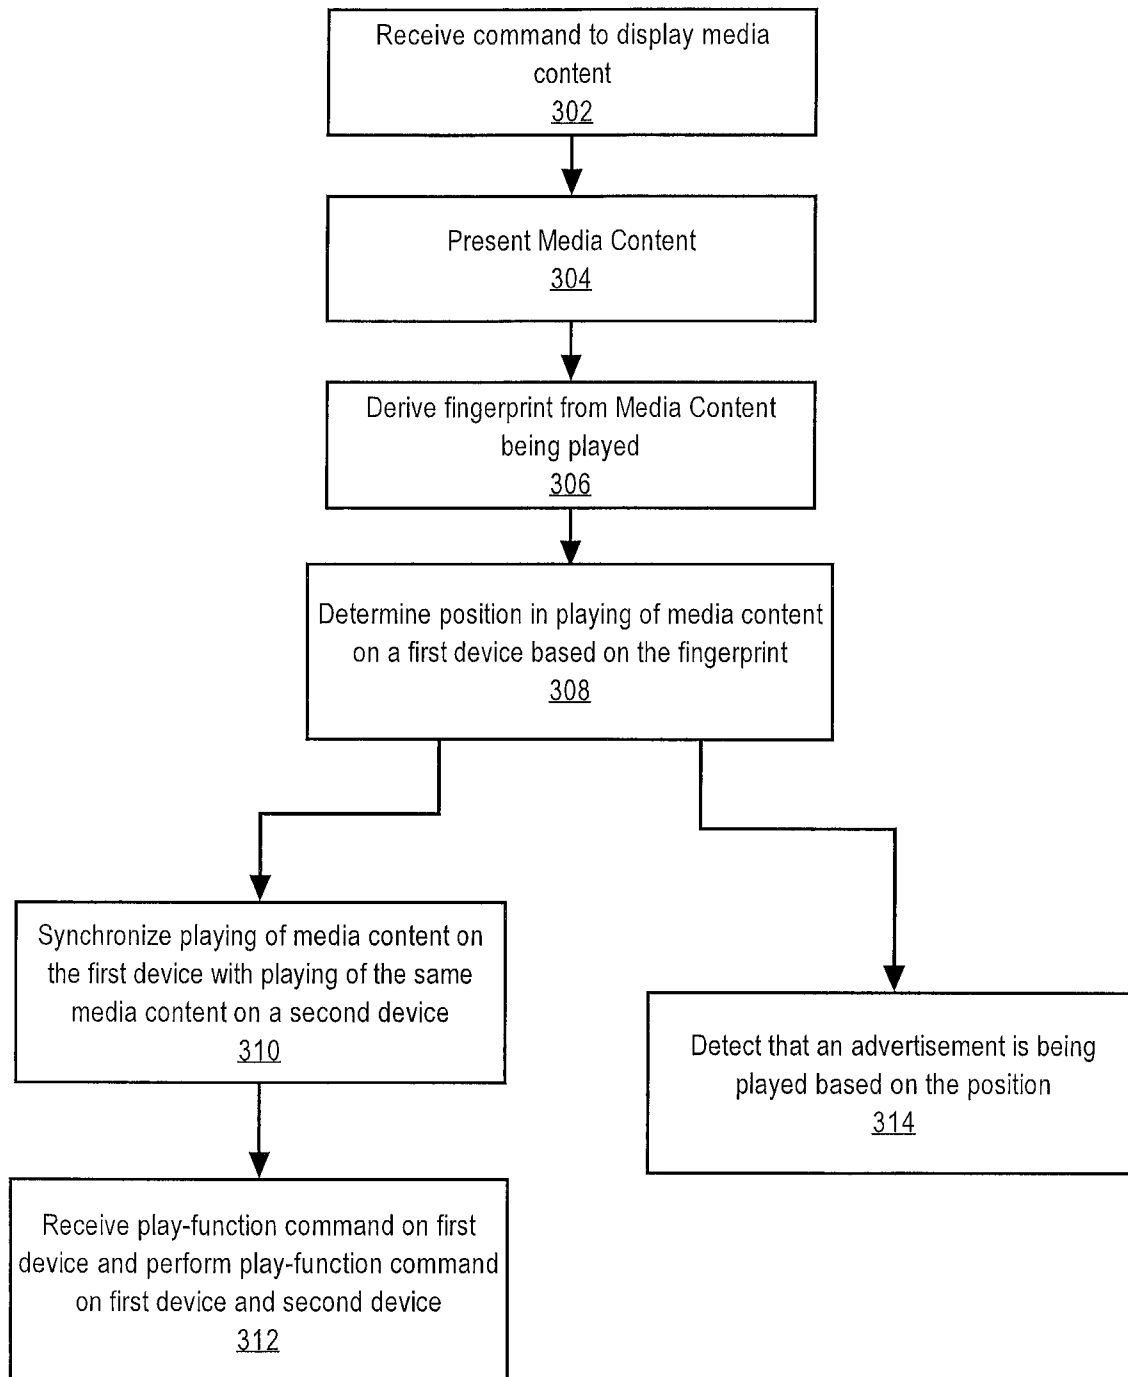 Receive command to display media
content
302
Present Media Content
304
Derive fingerprint from Media Content
being played
306
Determine position in playing of media content
on a first device based on the fingerprint
308
Synchronize playing of media content on
the first device with playing of the same
media content on a second device
310
Detect that an advertisement is being
played based on the position
314
Receive play-function command on first
device and perform play-function command
on first device and second device
312